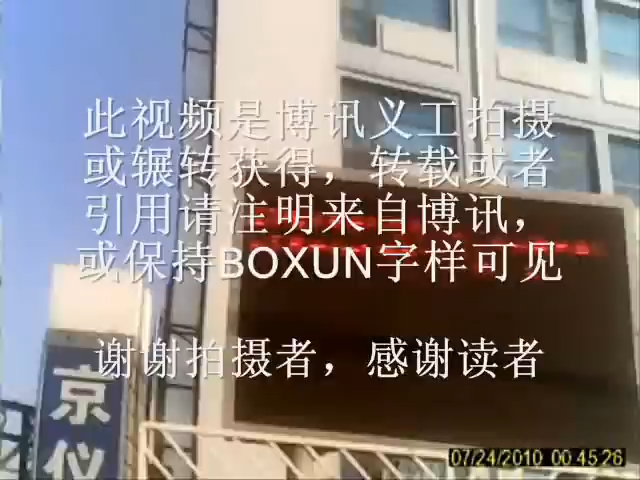 此视频是博讯义工拍摄
或辗转获得，转载或者
引用请注明来自博讯，
或保持BOXUN字样可见
谢谢拍摄者，感谢读者
京仪
07/24/2010 00:45:26